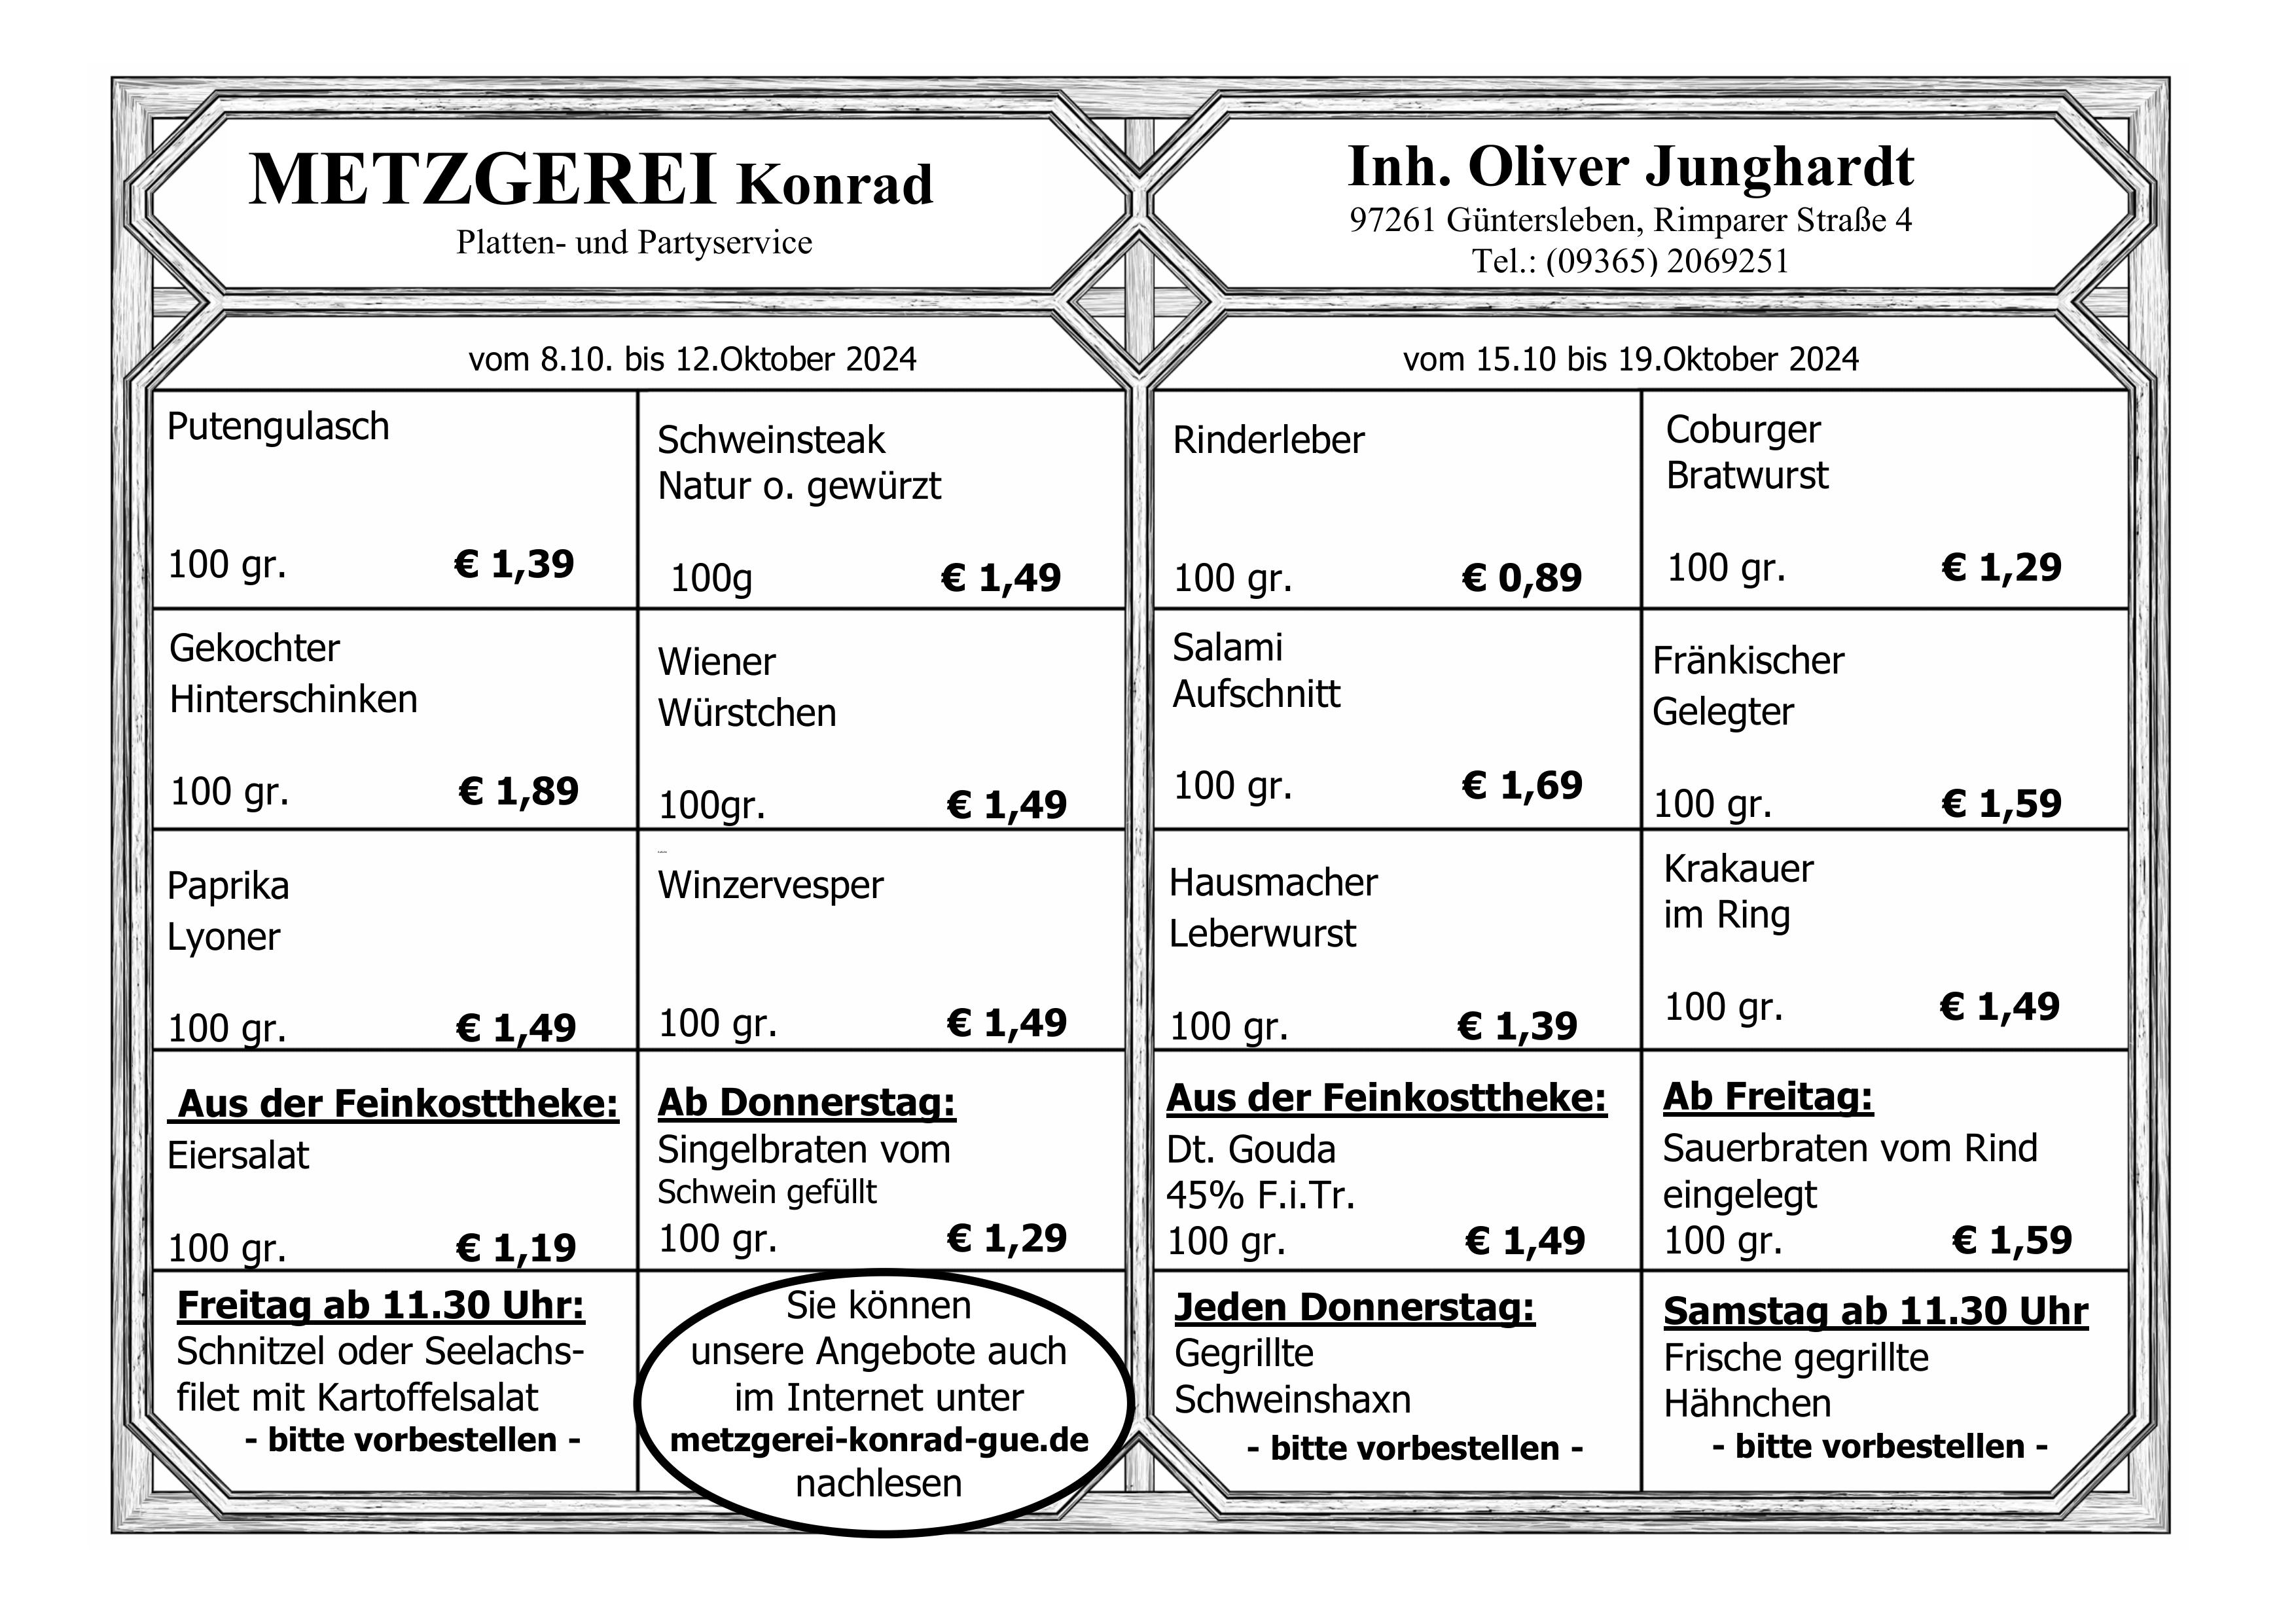 METZGEREI Konrad
Platten- und Partyservice
Inh. Oliver Junghardt
97261 Güntersleben, Rimparer Straße 4
Tel.: (09365) 2069251
vom 8.10. bis 12.Oktober 2024
Putengulasch
100 gr. € 1,39
Schweinsteak
Natur o. gewürzt
100g € 1,49
Gekochter
Hinterschinken
100 gr. € 1,89
Wiener
Würstchen
100gr. € 1,49
Paprika
Lyoner
100 gr. € 1,49
Winzervesper
100 gr. € 1,49
Aus der Feinkosttheke:
Eiersalat
100 gr. € 1,19
Ab Donnerstag:
Singelbraten vom
Schwein gefüllt
100 gr. € 1,29
Freitag ab 11.30 Uhr:
Schnitzel oder Seelachs-
filet mit Kartoffelsalat
- bitte vorbestellen -
Sie können
unsere Angebote auch
im Internet unter
metzgerei-konrad-gue.de
nachlesen
vom 15.10 bis 19.Oktober 2024
Rinderleber
100 gr. € 0,89
Coburger
Bratwurst
100 gr. € 1,29
Salami
Aufschnitt
100 gr. € 1,69
Fränkischer
Gelegter
100 gr. € 1,59
Hausmacher
Leberwurst
100 gr. € 1,39
Krakauer
im Ring
100 gr. € 1,49
Aus der Feinkosttheke:
Dt. Gouda
45% F.i.Tr.
100 gr. € 1,49
Ab Freitag:
Sauerbraten vom Rind
eingelegt
100 gr. € 1,59
Jeden Donnerstag:
Gegrillte
Schweinshaxn
- bitte vorbestellen -
Samstag ab 11.30 Uhr
Frische gegrillte
Hähnchen
- bitte vorbestellen -